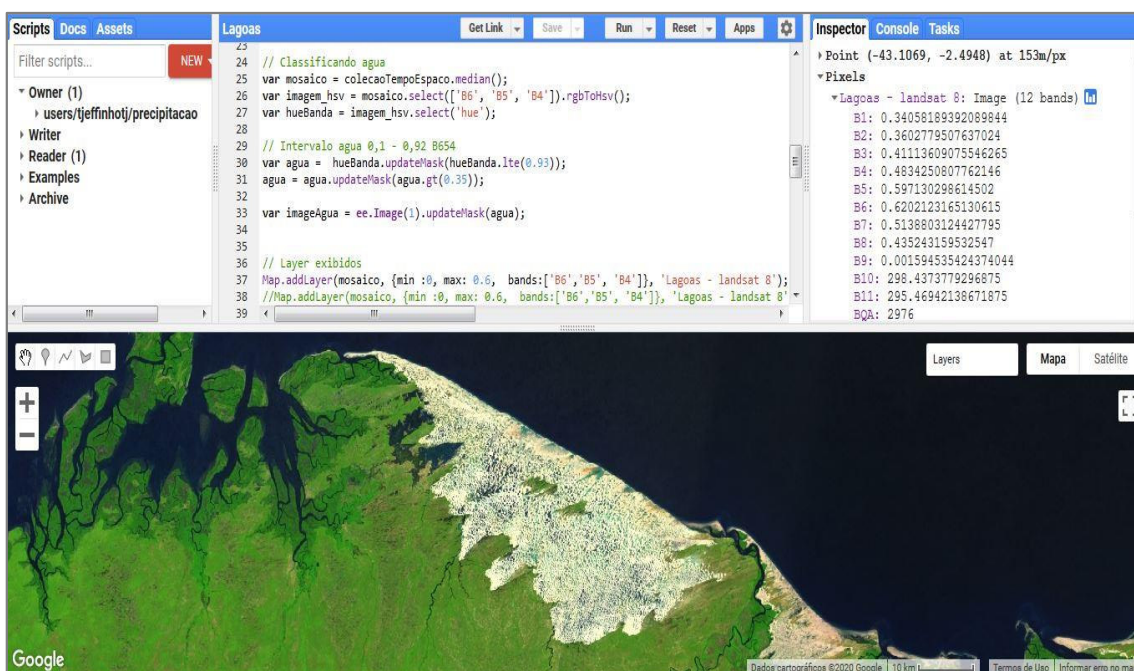 Scripts Docs Assets
Filter scripts...
NEW
Owner (1)
users/tjeffinhotj/precipitacao
Writer
Reader (1)
Examples
Archive
Lagoas
Get Link
Save
Run
Reset
Apps
23
24 // Classificando agua
25 var mosaico = colecaoTempoEspaco.median();
26 var imagem_hsv = mosaico.select(['B6', 'B5', 'B4']).rgbToHsv();
27 var hueBanda = imagem_hsv.select('hue');
28
29 // Intervalo agua 0,1 - 0,92 B654
30 var agua = hueBanda.updateMask(hueBanda.lte(0.93));
31 agua = agua.updateMask(agua.gt(0.35));
32
33 var imageAgua = ee.Image(1).updateMask(agua);
34
35
36 // Layer exibidos
37 Map.addLayer(mosaico, {min :0, max: 0.6, bands:['B6','B5', 'B4']}, 'Lagoas - landsat 8');
38 //Map.addLayer(mosaico, {min :0, max: 0.6, bands:['B6','B5', 'B4']}, 'Lagoas - landsat 8'
39
Inspector Console Tasks
Point (-43.1069, -2.4948) at 153m/px
Pixels
Lagoas - landsat 8: Image (12 bands)
B1: 0.34058189392089844
B2: 0.3602779507637024
B3: 0.41113609075546265
B4: 0.4834250807762146
B5: 0.597130298614502
B6: 0.6202123165130615
B7: 0.5138803124427795
B8: 0.435243159532547
B9: 0.001594535424374044
B10: 298.4373779296875
B11: 295.46942138671875
BQA: 2976
Layers
Mapa Satélite
Google
Dados cartográficos ©2020 Google 10 km Termos de Uso Informar erro no ma